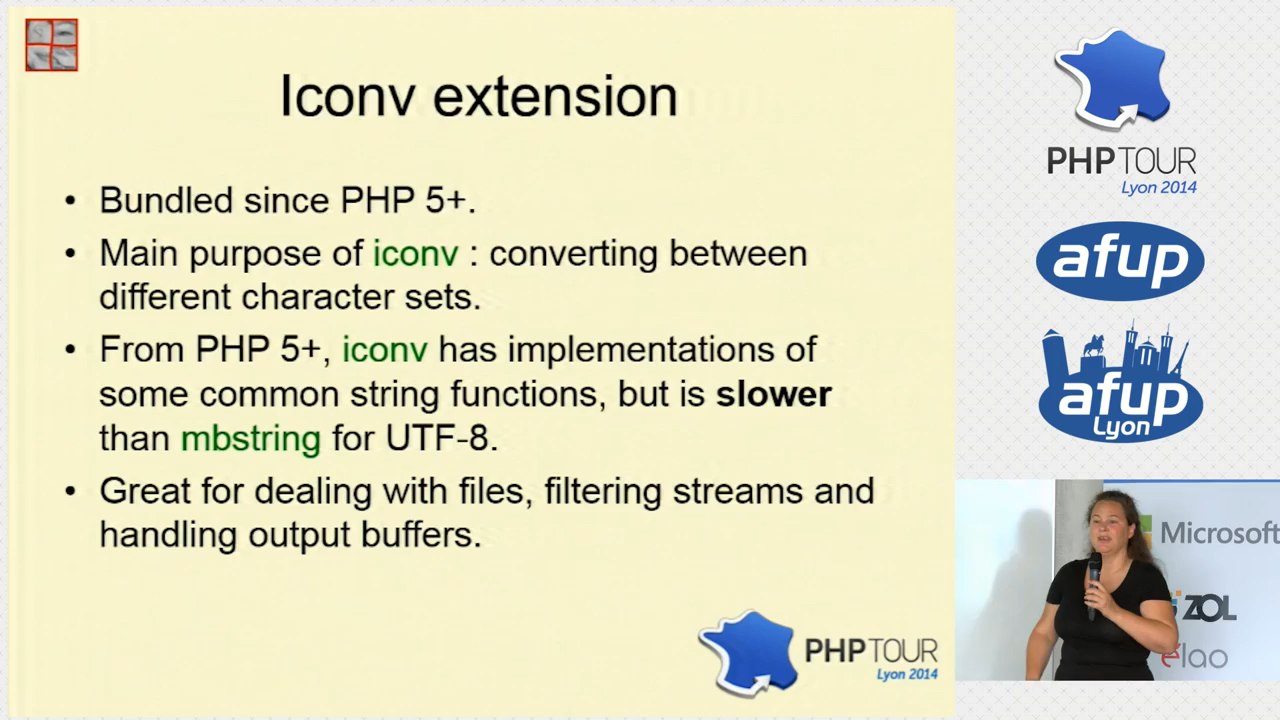 Iconv extension
• Bundled since PHP 5+.
• Main purpose of iconv : converting between
different character sets.
• From PHP 5+, iconv has implementations of
some common string functions, but is slower
than mbstring for UTF-8.
• Great for dealing with files, filtering streams and
handling output buffers.
PHPTOUR
Lyon 2014
PHPTOUR
Lyon 2014
afup
afup
Lyon
Microsoft
ZOL
elao